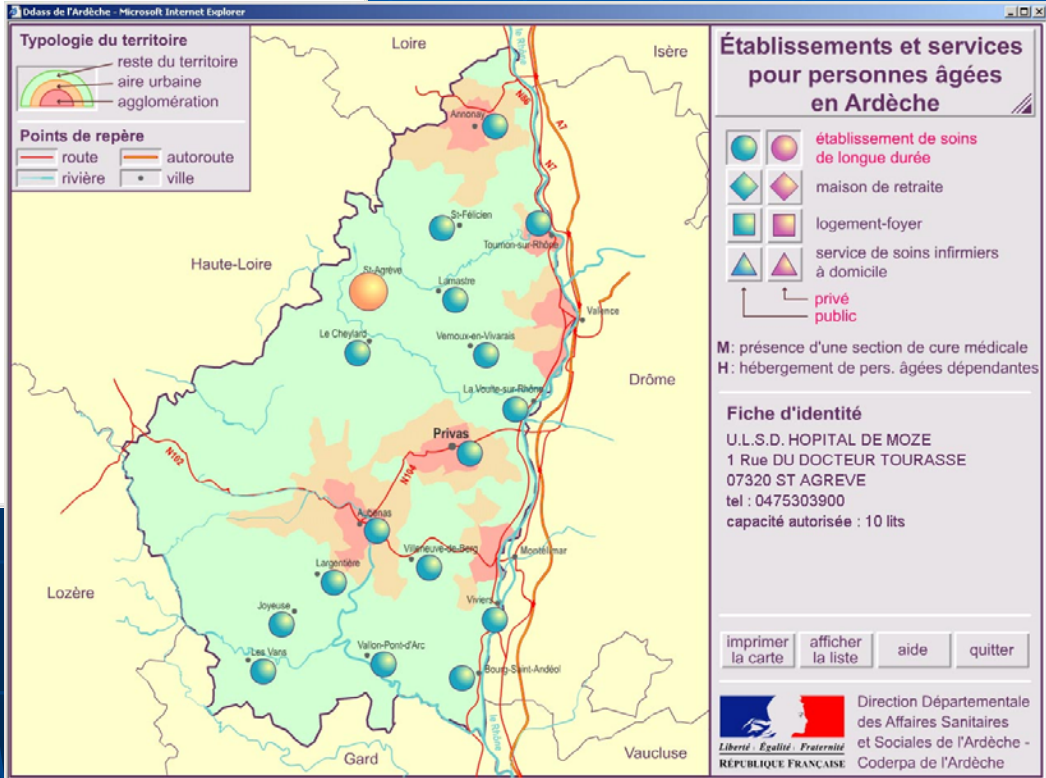 Ddass de l'Ardèche - Microsoft Internet Explorer
Typologie du territoire
reste du territoire
aire urbaine
agglomération
Points de repère
route
autoroute
rivière
ville
Loire
Isère
Haute-Loire
Drôme
Lozère
Gard
Vaucluse
le Rhône
N86
A7
N7
Annonay
St-Félicien
Tournon-sur-Rhône
St-Agrève
Lamastre
Valence
Le Cheylard
Vernoux-en-Vivarais
La Voulte-sur-Rhône
Privas
N102
N104
Aubenas
Villeneuve-de-Berg
Montélimar
Largentière
Joyeuse
Viviers
Les Vans
Vallon-Pont-d'Arc
Bourg-Saint-Andéol
le Rhône
Établissements et services
pour personnes âgées
en Ardèche
établissement de soins
de longue durée
maison de retraite
logement-foyer
service de soins infirmiers
à domicile
privé
public
M : présence d'une section de cure médicale
H : hébergement de pers. âgées dépendantes
Fiche d'identité
U.L.S.D. HOPITAL DE MOZE
1 Rue DU DOCTEUR TOURASSE
07320 ST AGREVE
tel : 0475303900
capacité autorisée : 10 lits
imprimer
la carte
afficher
la liste
aide
quitter
Liberté · Égalité · Fraternité
RÉPUBLIQUE FRANÇAISE
Direction Départementale
des Affaires Sanitaires
et Sociales de l'Ardèche -
Coderpa de l'Ardèche